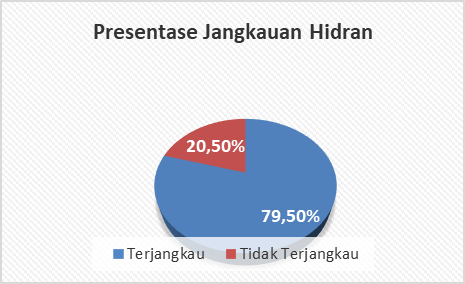 Presentase Jangkauan Hidran
20,50%
79,50%
Terjangkau Tidak Terjangkau